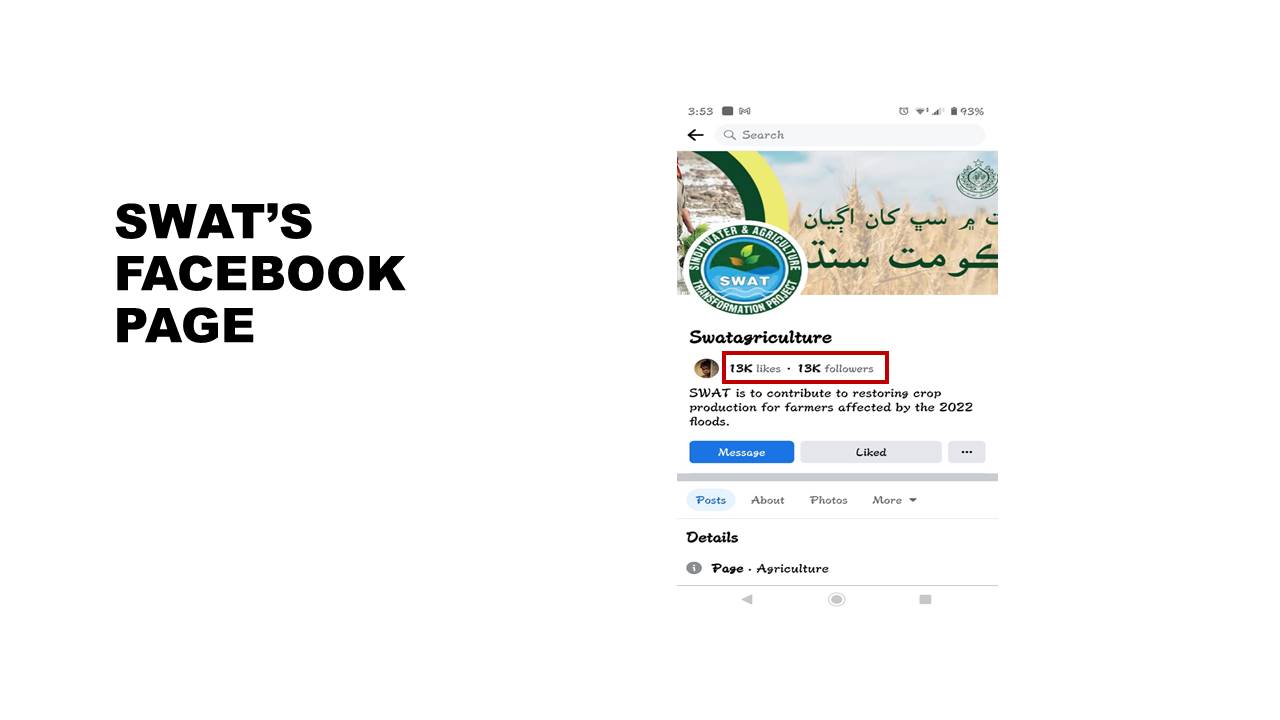 SWAT'S
FACEBOOK
PAGE
3:53
93%
Search
۾ سڀ کان اڳيان
سنڌ
SINDH WATER & AGRICULTURE
SWAT
TRANSFORMATION PROJECT
Swatagriculture
13K likes · 13K followers
SWAT is to contribute to restoring crop
production for farmers affected by the 2022
floods.
Message
Liked
Posts
About
Photos
More
Details
Page · Agriculture